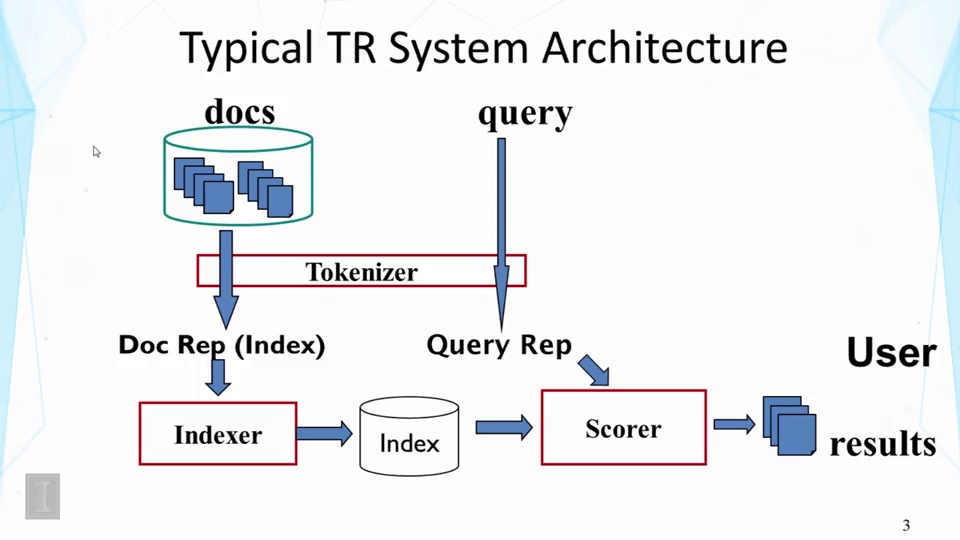 Typical TR System Architecture
docs
query
Tokenizer
Doc Rep (Index)
Query Rep
User
Indexer
Index
Scorer
results
I
3